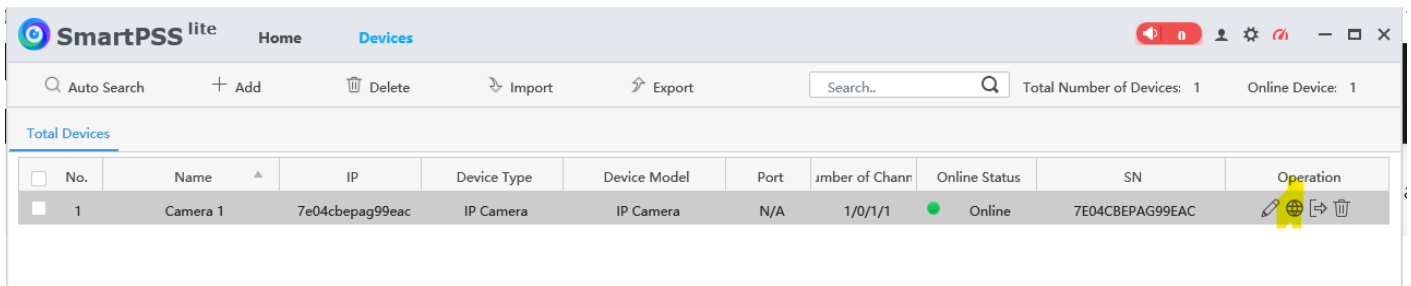 SmartPSS lite Home Devices 0
Auto Search Add Delete Import Export Search.. Total Number of Devices: 1 Online Device: 1
Total Devices
No. Name IP Device Type Device Model Port umber of Chann Online Status SN Operation
1 Camera 1 7e04cbepag99eac IP Camera IP Camera N/A 1/0/1/1 Online 7E04CBEPAG99EAC